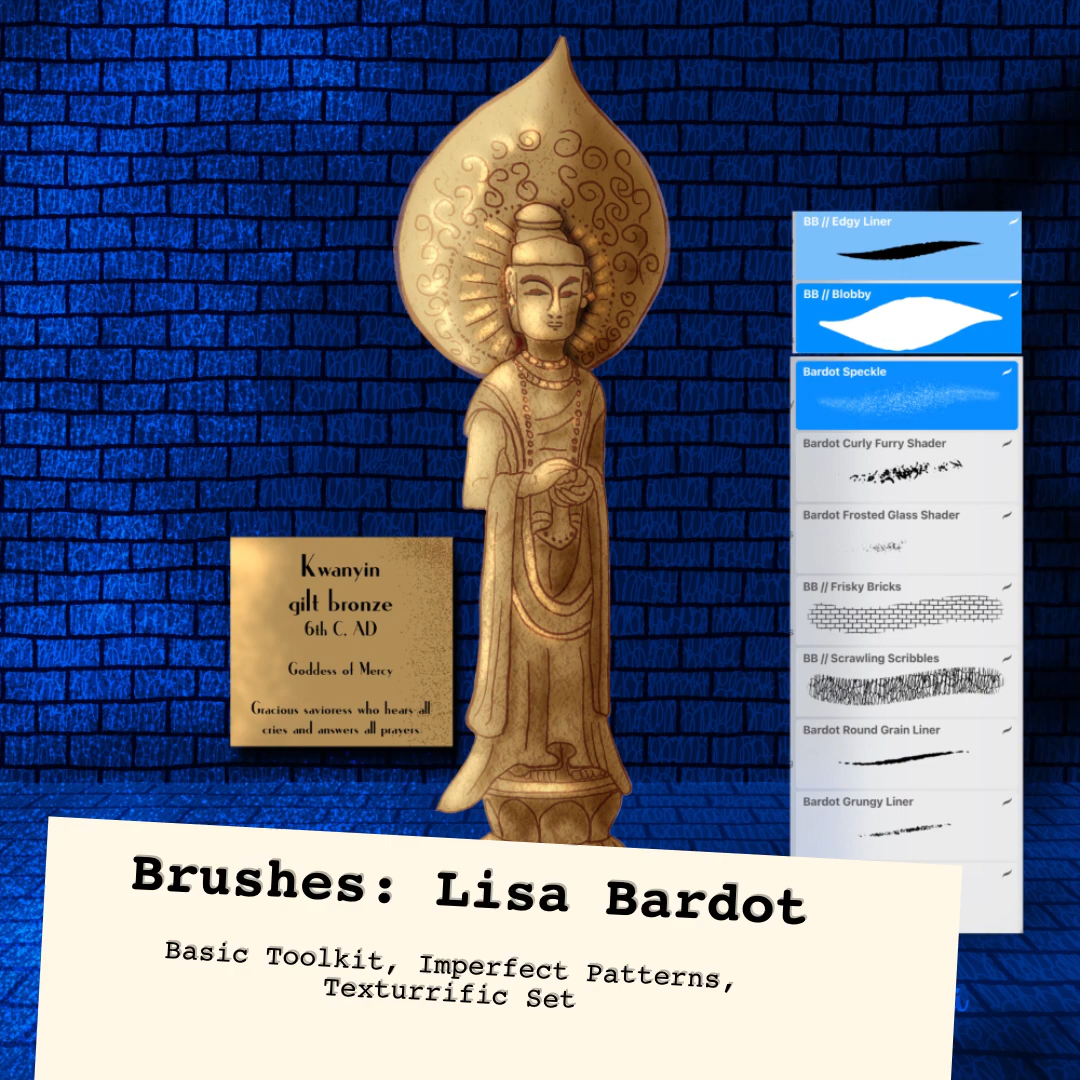 BB // Edgy Liner
BB // Blobby
Bardot Speckle
Bardot Curly Furry Shader
Bardot Frosted Glass Shader
BB // Frisky Bricks
BB // Scrawling Scribbles
Bardot Round Grain Liner
Bardot Grungy Liner
Kwanyin
gilt bronze
6th C. AD
Goddess of Mercy
Gracious savioress who hears all
cries and answers all prayers
Brushes: Lisa Bardot
Basic Toolkit, Imperfect Patterns,
Texturrific Set